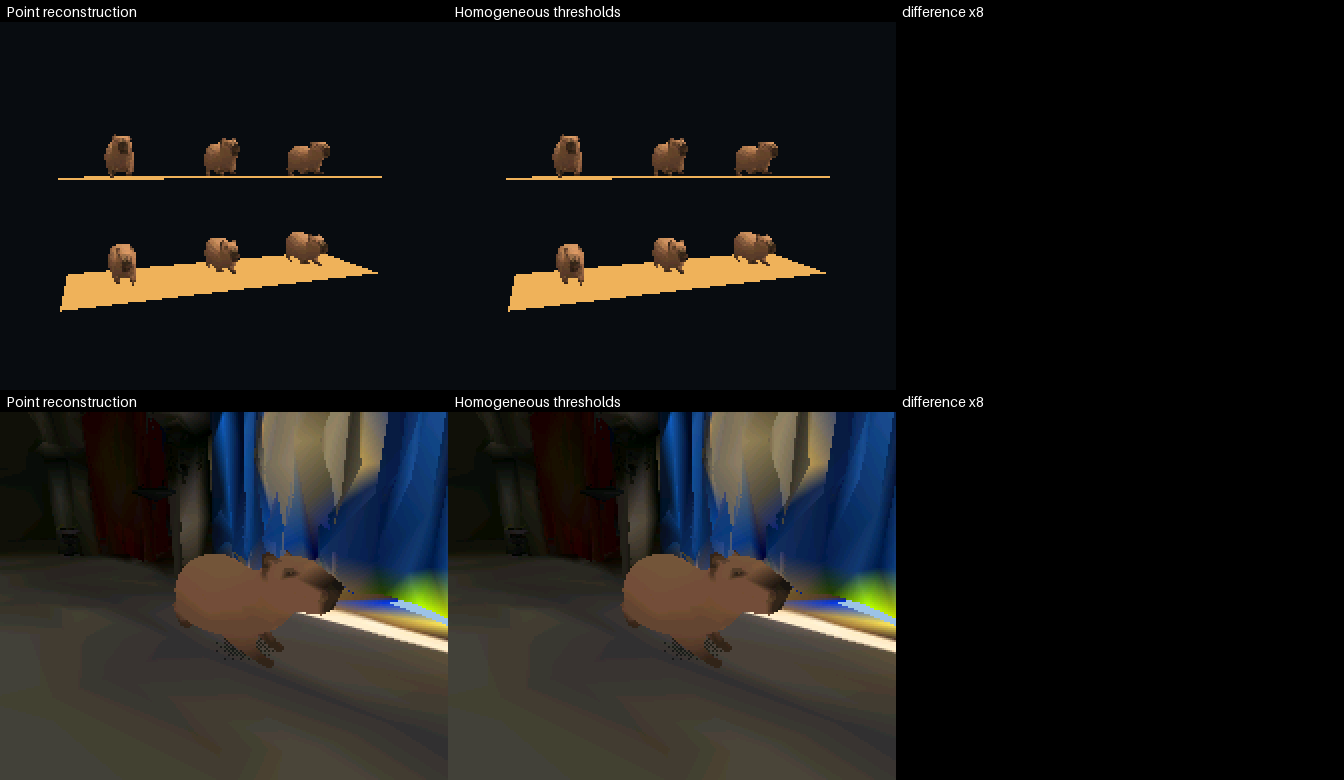 Point reconstruction
Homogeneous thresholds
difference x8
Point reconstruction
Homogeneous thresholds
difference x8